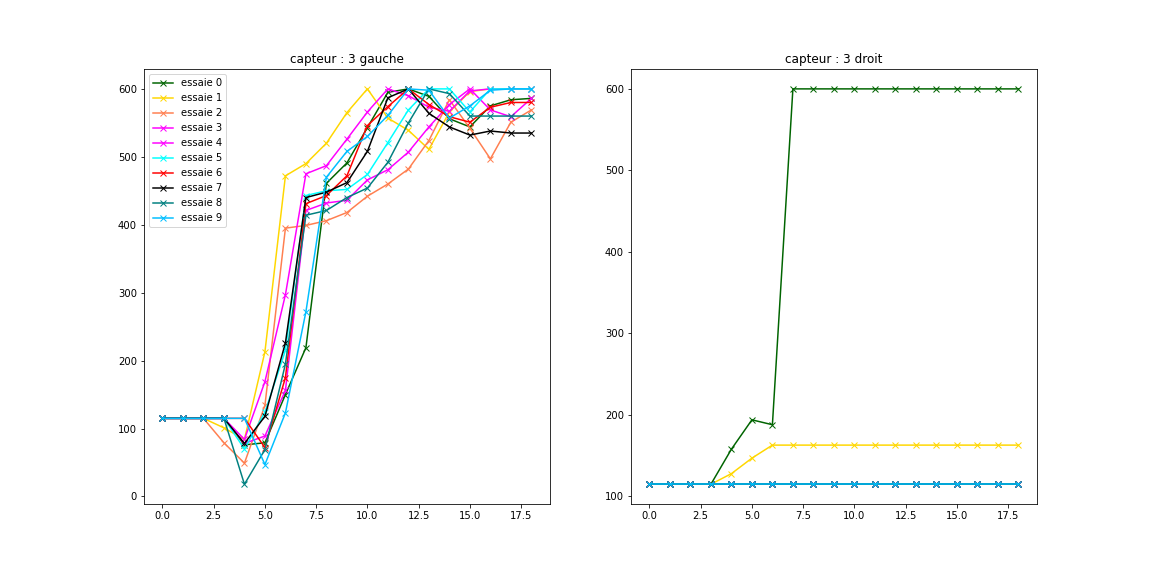 capteur : 3 gauche
600
500
400
300
200
100
0
0.0 2.5 5.0 7.5 10.0 12.5 15.0 17.5
essaie 0
essaie 1
essaie 2
essaie 3
essaie 4
essaie 5
essaie 6
essaie 7
essaie 8
essaie 9
capteur : 3 droit
600
500
400
300
200
100
0.0 2.5 5.0 7.5 10.0 12.5 15.0 17.5